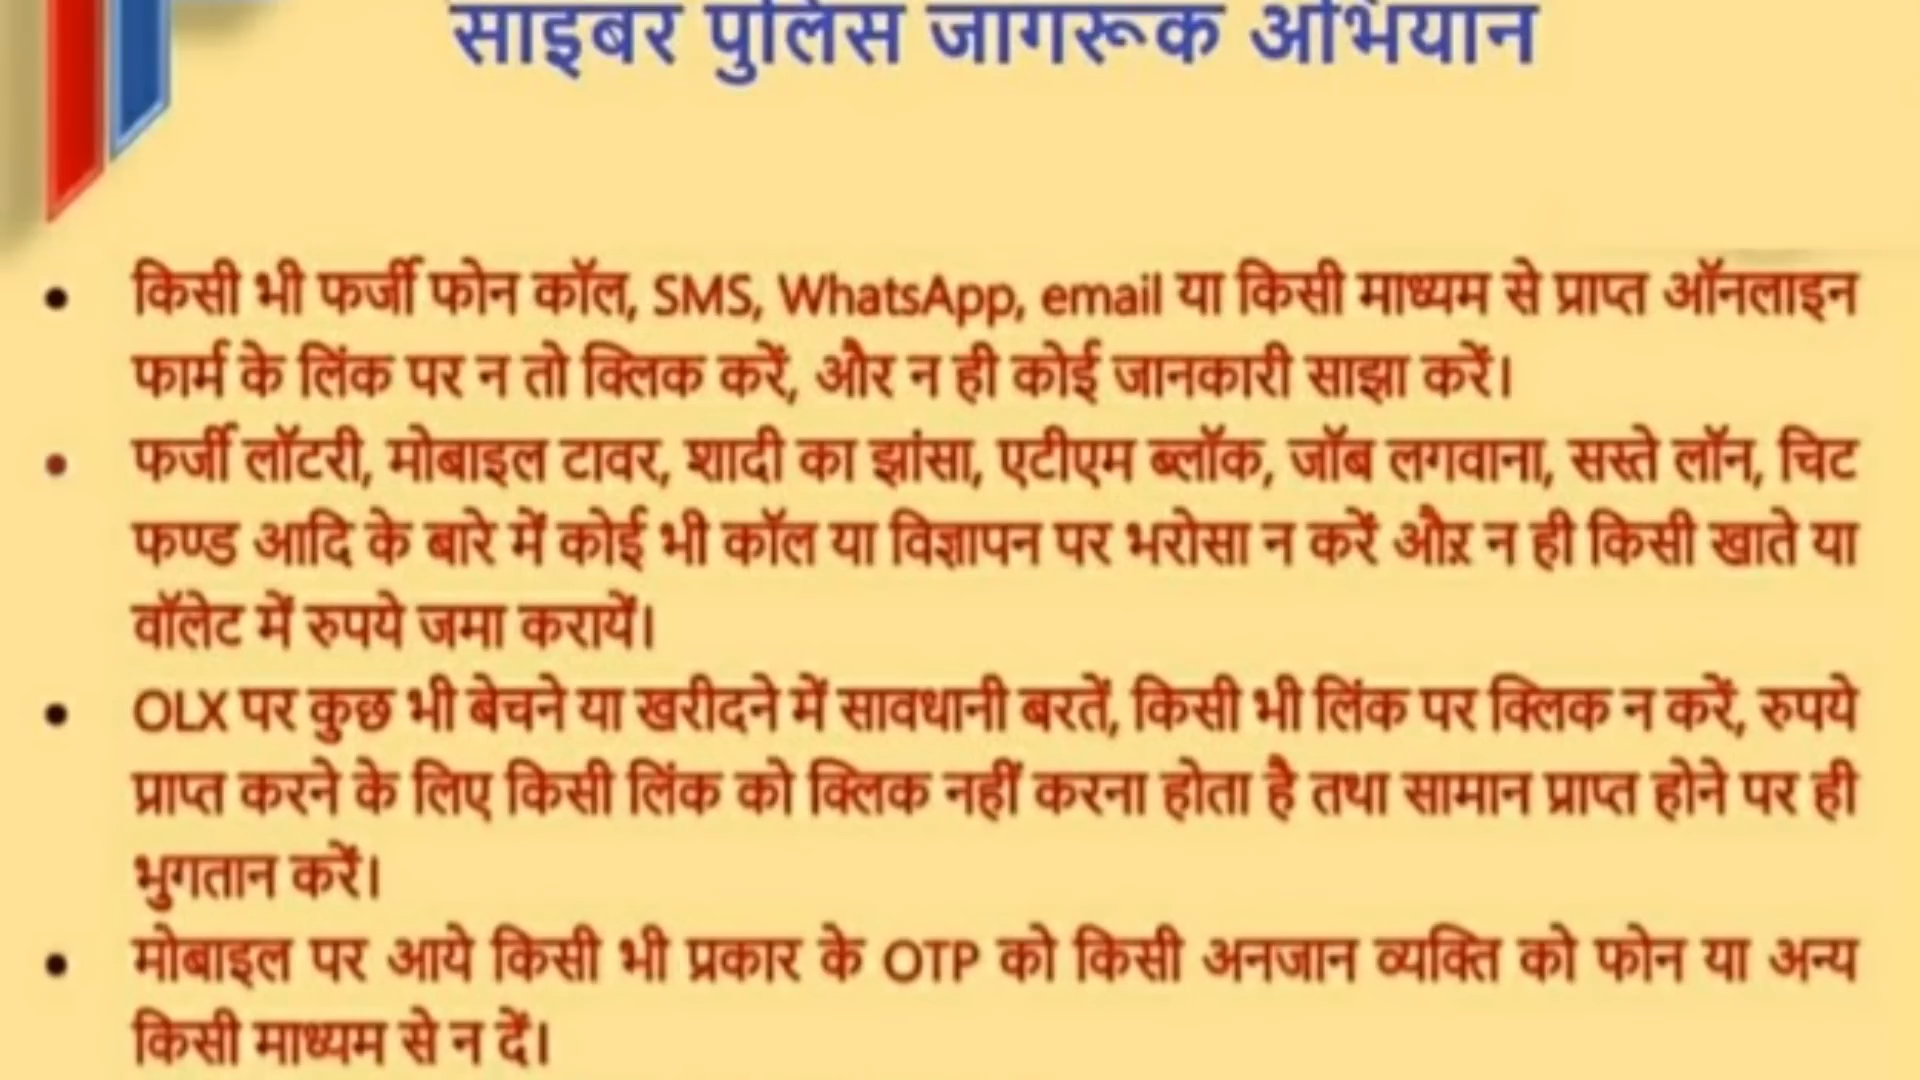 साइबर पुलिस जागरूक अभियान
किसी भी फर्जी फोन कॉल, SMS, WhatsApp, email या किसी माध्यम से प्राप्त ऑनलाइन
फार्म के लिंक पर न तो क्लिक करें, और न ही कोई जानकारी साझा करें।
फर्जी लॉटरी, मोबाइल टावर, शादी का झांसा, एटीएम ब्लॉक, जॉब लगवाना, सस्ते लॉन, चिट
फण्ड आदि के बारे में कोई भी कॉल या विज्ञापन पर भरोसा न करें औऱ न ही किसी खाते या
वॉलेट में रुपये जमा करायें।
OLX पर कुछ भी बेचने या खरीदने में सावधानी बरतें, किसी भी लिंक पर क्लिक न करें, रुपये
प्राप्त करने के लिए किसी लिंक को क्लिक नहीं करना होता है तथा सामान प्राप्त होने पर ही
भुगतान करें।
मोबाइल पर आये किसी भी प्रकार के OTP को किसी अनजान व्यक्ति को फोन या अन्य
किसी माध्यम से न दें।